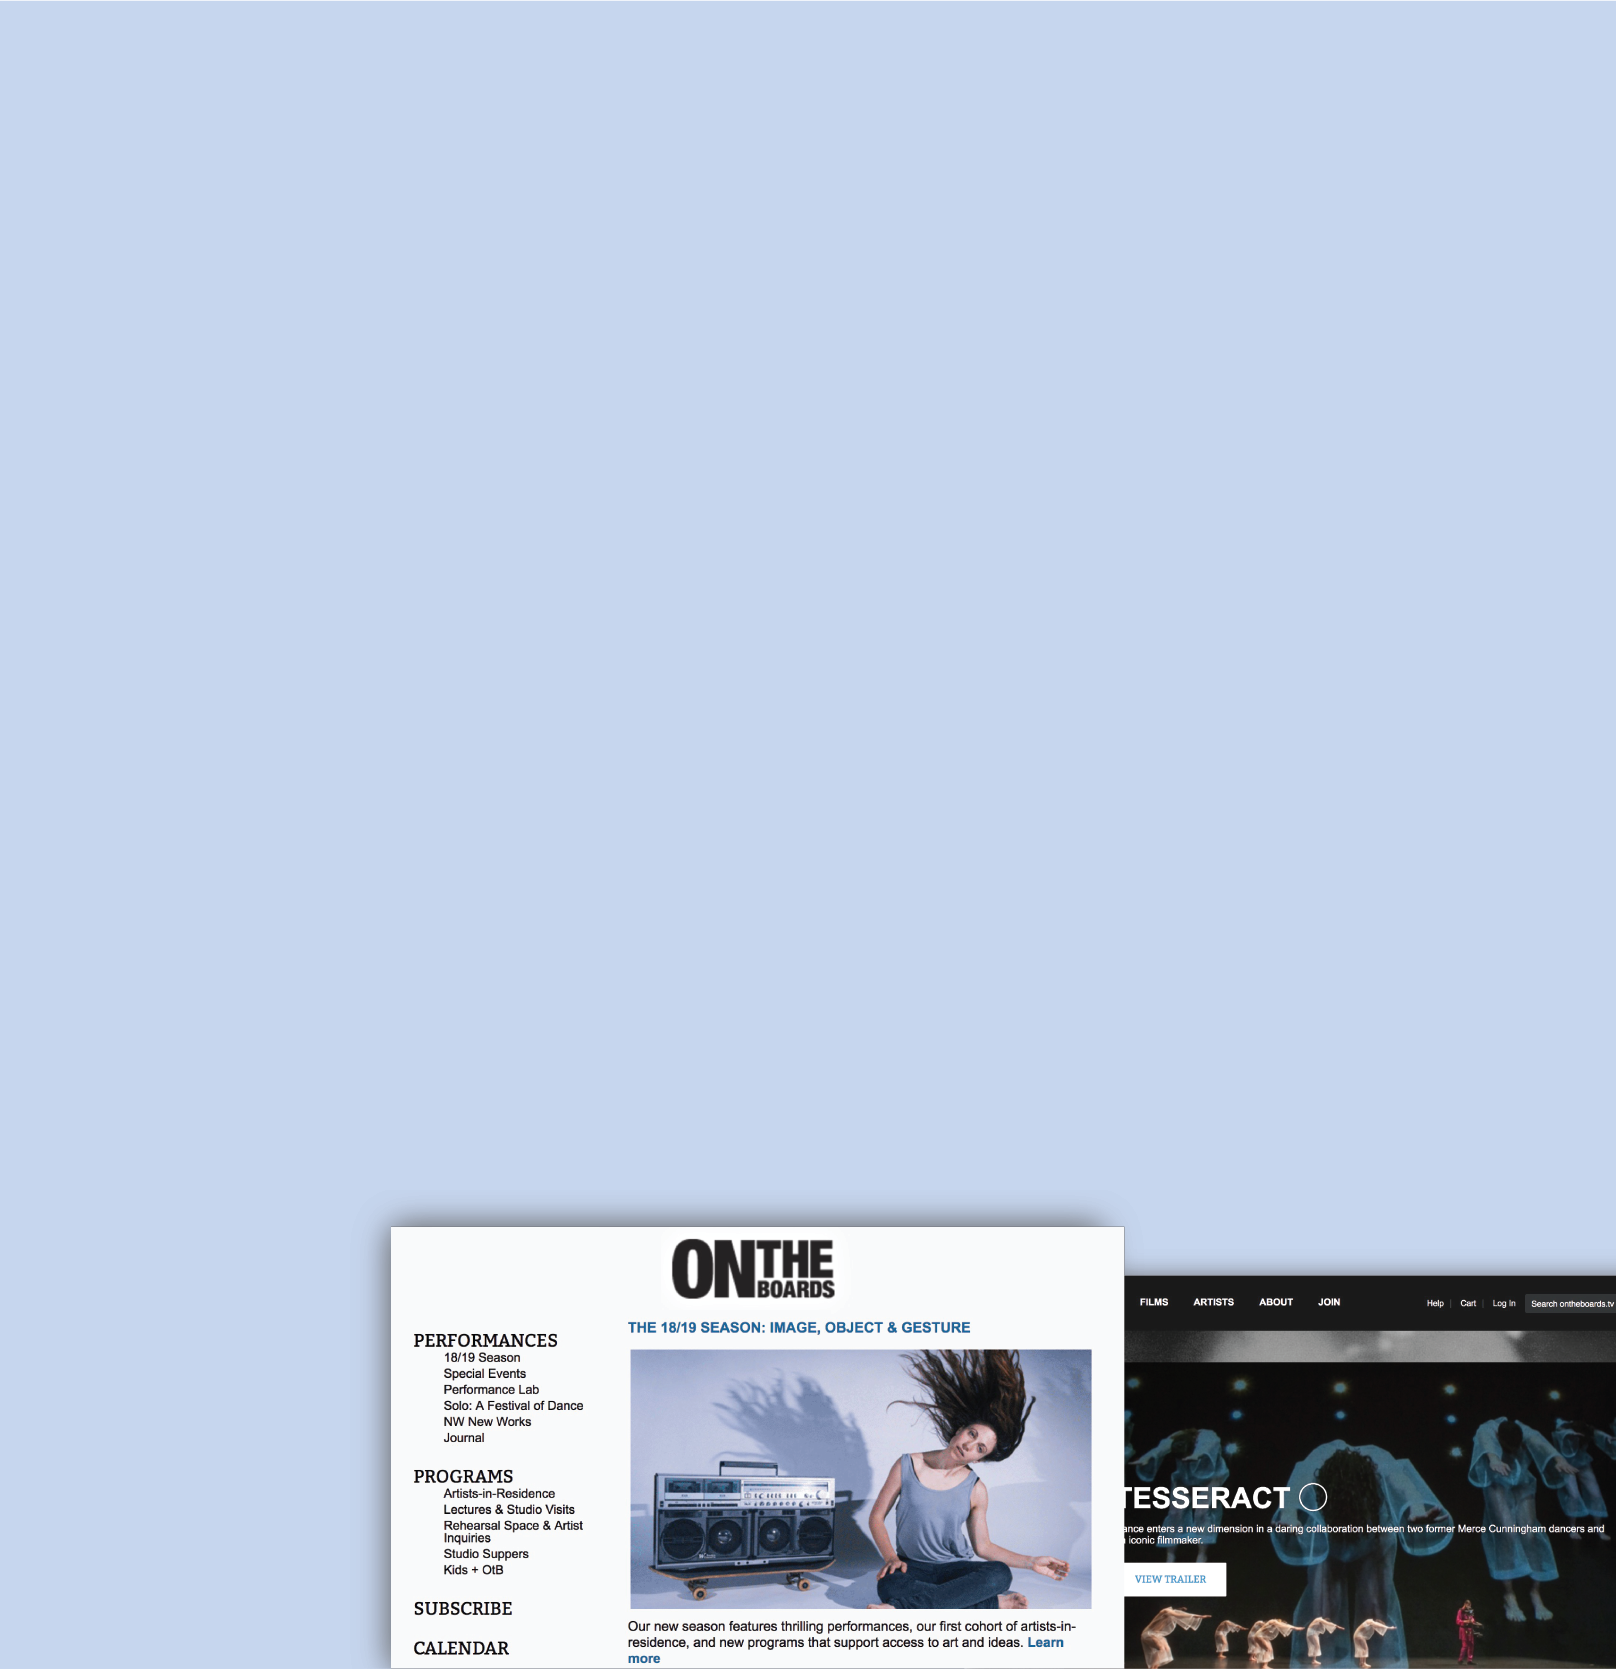 ON THE
BOARDS
PERFORMANCES
18/19 Season
Special Events
Performance Lab
Solo: A Festival of Dance
NW New Works
Journal
PROGRAMS
Artists-in-Residence
Lectures & Studio Visits
Rehearsal Space & Artist
Inquiries
Studio Suppers
Kids + OtB
SUBSCRIBE
CALENDAR
THE 18/19 SEASON: IMAGE, OBJECT & GESTURE
Our new season features thrilling performances, our first cohort of artists-in-
residence, and new programs that support access to art and ideas. Learn
more
FILMS ARTISTS ABOUT JOIN
Help | Cart | Log In Search ontheboards.tv
TESSERACT
enters a new dimension in a daring collaboration between two former Merce Cunningham dancers and
iconic filmmaker.
VIEW TRAILER